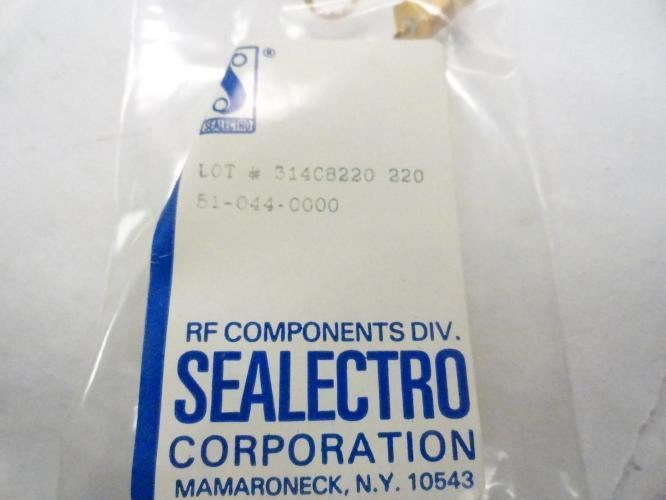 ®
SEALECTRO
LOT # 314C8220 220
51-044-0000
RF COMPONENTS DIV.
SEALECTRO
CORPORATION
MAMARONECK, N.Y. 10543